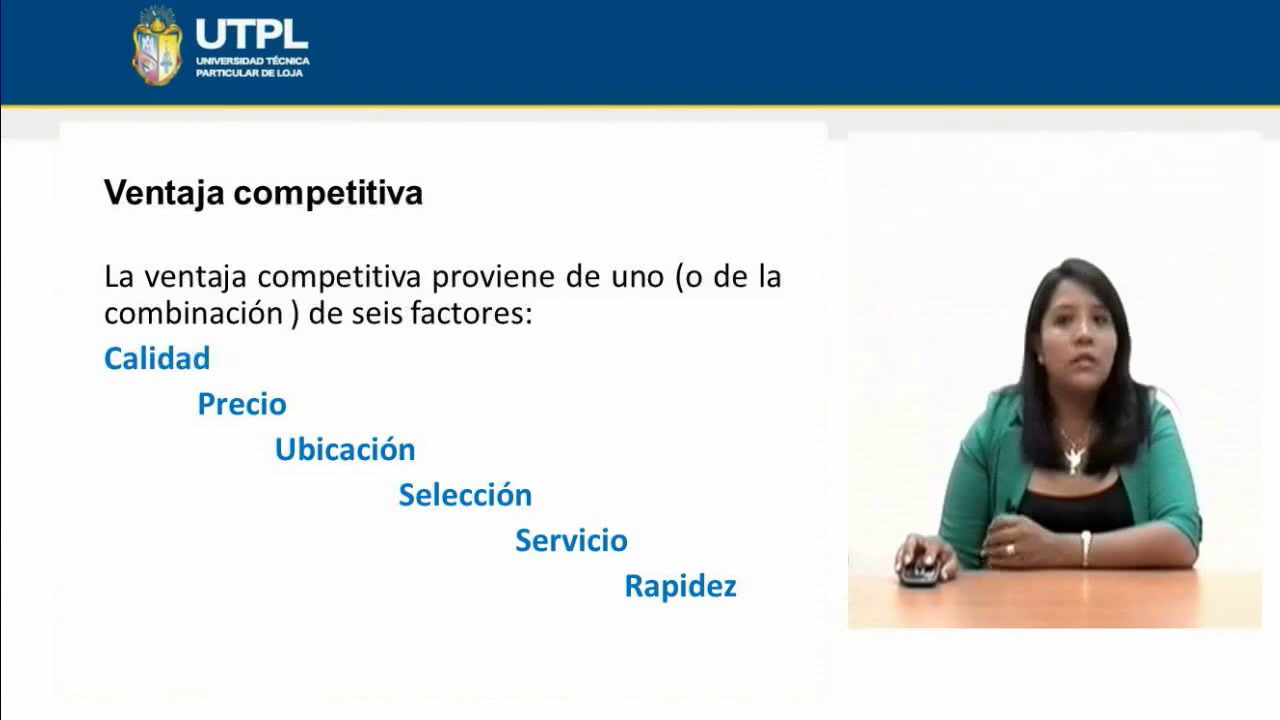 UTPL
UNIVERSIDAD TÉCNICA
PARTICULAR DE LOJA
Ventaja competitiva
La ventaja competitiva proviene de uno (o de la
combinación ) de seis factores:
Calidad
Precio
Ubicación
Selección
Servicio
Rapidez